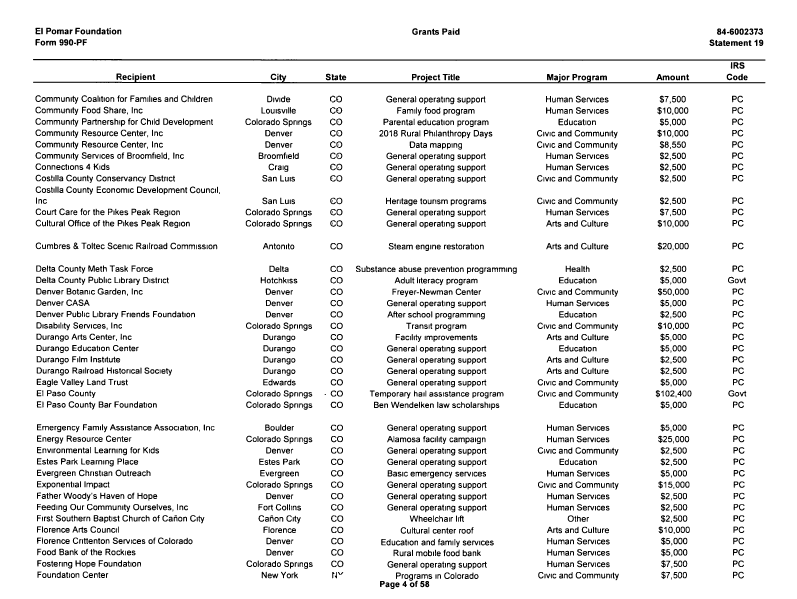 El Pomar Foundation Grants Paid 84-6002373
Form 990-PF Statement 19
IRS
Recipient City State Project Title Major Program Amount Code
Community Coalition for Families and Children Divide CO General operating support Human Services $7,500 PC
Community Food Share, Inc Louisville CO Family food program Human Services $10,000 PC
Community Partnership for Child Development Colorado Springs CO Parental education program Education $5,000 PC
Community Resource Center, Inc Denver CO 2018 Rural Philanthropy Days Civic and Community $10,000 PC
Community Resource Center, Inc Denver CO Data mapping Civic and Community $8,550 PC
Community Services of Broomfield, Inc Broomfield CO General operating support Human Services $2,500 PC
Connections 4 Kids Craig CO General operating support Human Services $2,500 PC
Costilla County Conservancy District San Luis CO General operating support Civic and Community $2,500 PC
Costilla County Economic Development Council,
Inc San Luis CO Heritage tourism programs Civic and Community $2,500 PC
Court Care for the Pikes Peak Region Colorado Springs CO General operating support Human Services $7,500 PC
Cultural Office of the Pikes Peak Region Colorado Springs CO General operating support Arts and Culture $10,000 PC
Cumbres & Toltec Scenic Railroad Commission Antonito CO Steam engine restoration Arts and Culture $20,000 PC
Delta County Meth Task Force Delta CO Substance abuse prevention programming Health $2,500 PC
Delta County Public Library District Hotchkiss CO Adult literacy program Education $5,000 Govt
Denver Botanic Garden, Inc Denver CO Freyer-Newman Center Civic and Community $50,000 PC
Denver CASA Denver CO General operating support Human Services $5,000 PC
Denver Public Library Friends Foundation Denver CO After school programming Education $2,500 PC
Disability Services, Inc Colorado Springs CO Transit program Civic and Community $10,000 PC
Durango Arts Center, Inc Durango CO Facility improvements Arts and Culture $5,000 PC
Durango Education Center Durango CO General operating support Education $5,000 PC
Durango Film Institute Durango CO General operating support Arts and Culture $2,500 PC
Durango Railroad Historical Society Durango CO General operating support Arts and Culture $2,500 PC
Eagle Valley Land Trust Edwards CO General operating support Civic and Community $5,000 PC
El Paso County Colorado Springs CO Temporary hail assistance program Civic and Community $102,400 Govt
El Paso County Bar Foundation Colorado Springs CO Ben Wendelken law scholarships Education $5,000 PC
Emergency Family Assistance Association, Inc Boulder CO General operating support Human Services $5,000 PC
Energy Resource Center Colorado Springs CO Alamosa facility campaign Human Services $25,000 PC
Environmental Learning for Kids Denver CO General operating support Civic and Community $2,500 PC
Estes Park Learning Place Estes Park CO General operating support Education $2,500 PC
Evergreen Christian Outreach Evergreen CO Basic emergency services Human Services $5,000 PC
Exponential Impact Colorado Springs CO General operating support Civic and Community $15,000 PC
Father Woody's Haven of Hope Denver CO General operating support Human Services $2,500 PC
Feeding Our Community Ourselves, Inc Fort Collins CO General operating support Human Services $2,500 PC
First Southern Baptist Church of Cañon City Cañon City CO Wheelchair lift Other $2,500 PC
Florence Arts Council Florence CO Cultural center roof Arts and Culture $10,000 PC
Florence Crittenton Services of Colorado Denver CO Education and family services Human Services $5,000 PC
Food Bank of the Rockies Denver CO Rural mobile food bank Human Services $5,000 PC
Fostering Hope Foundation Colorado Springs CO General operating support Human Services $7,500 PC
Foundation Center New York NY Programs in Colorado Civic and Community $7,500 PC
Page 4 of 58